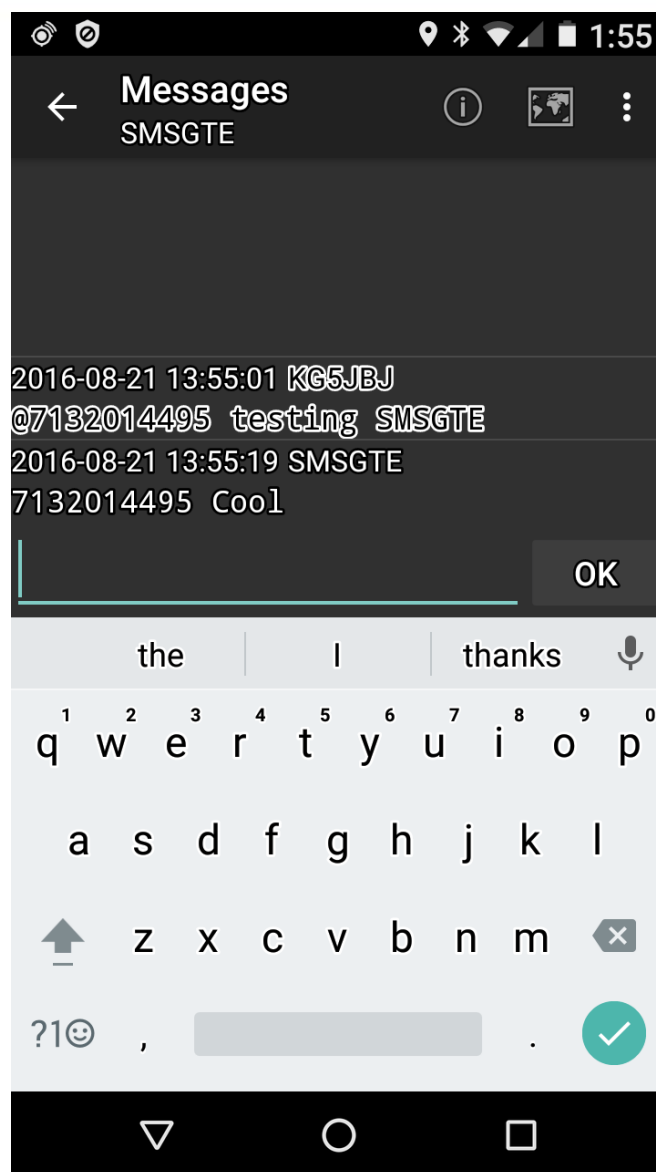 1:55
Messages
SMSGTE
2016-08-21 13:55:01 KG5JBJ
@7132014495 testing SMSGTE
2016-08-21 13:55:19 SMSGTE
7132014495 Cool
OK
the I thanks
1 2 3 4 5 6 7 8 9 0
q w e r t y u i o p
a s d f g h j k l
z x c v b n m
?1☺ , .